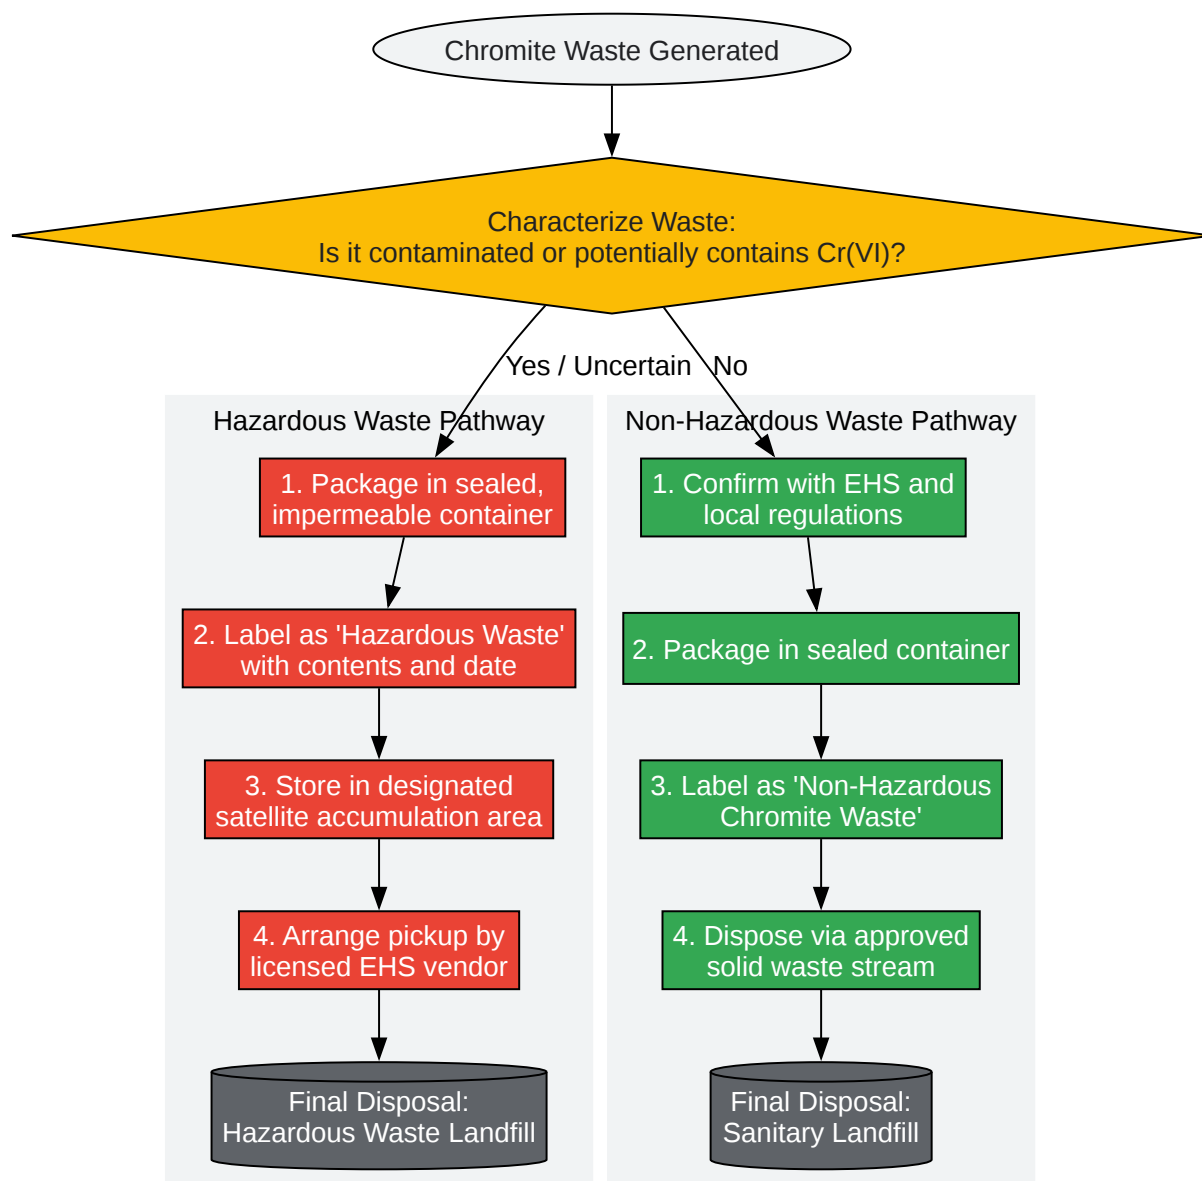 Chromite Waste Generated
Characterize Waste:
Is it contaminated or potentially contains Cr(VI)?
Yes / Uncertain
No
Hazardous Waste Pathway
1. Package in sealed,
impermeable container
2. Label as 'Hazardous Waste'
with contents and date
3. Store in designated
satellite accumulation area
4. Arrange pickup by
licensed EHS vendor
Final Disposal:
Hazardous Waste Landfill
Non-Hazardous Waste Pathway
1. Confirm with EHS and
local regulations
2. Package in sealed container
3. Label as 'Non-Hazardous
Chromite Waste'
4. Dispose via approved
solid waste stream
Final Disposal:
Sanitary Landfill